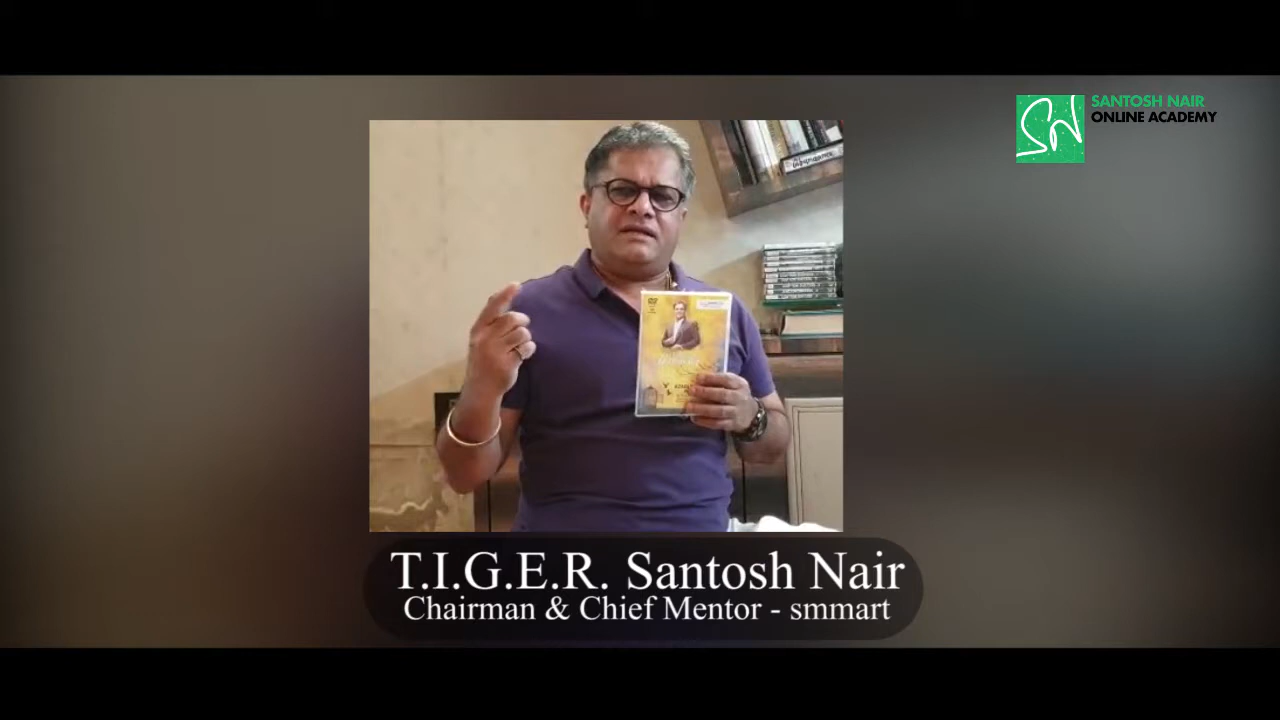 SANTOSH NAIR
ONLINE ACADEMY
T.I.G.E.R. Santosh Nair
Chairman & Chief Mentor - smmart